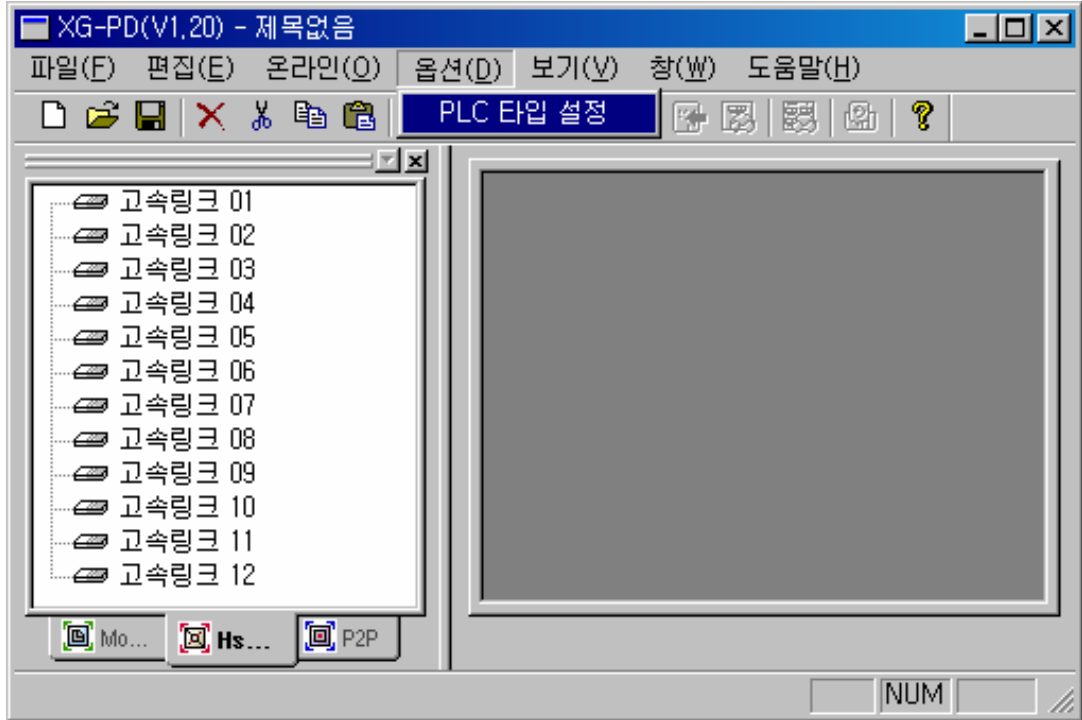 XG-PD(V1,20) - 제목없음
파일(F) 편집(E) 온라인(O) 옵션(D) 보기(V) 창(W) 도움말(H)
PLC 타입 설정
고속링크 01
고속링크 02
고속링크 03
고속링크 04
고속링크 05
고속링크 06
고속링크 07
고속링크 08
고속링크 09
고속링크 10
고속링크 11
고속링크 12
Mo... Hs... P2P
NUM